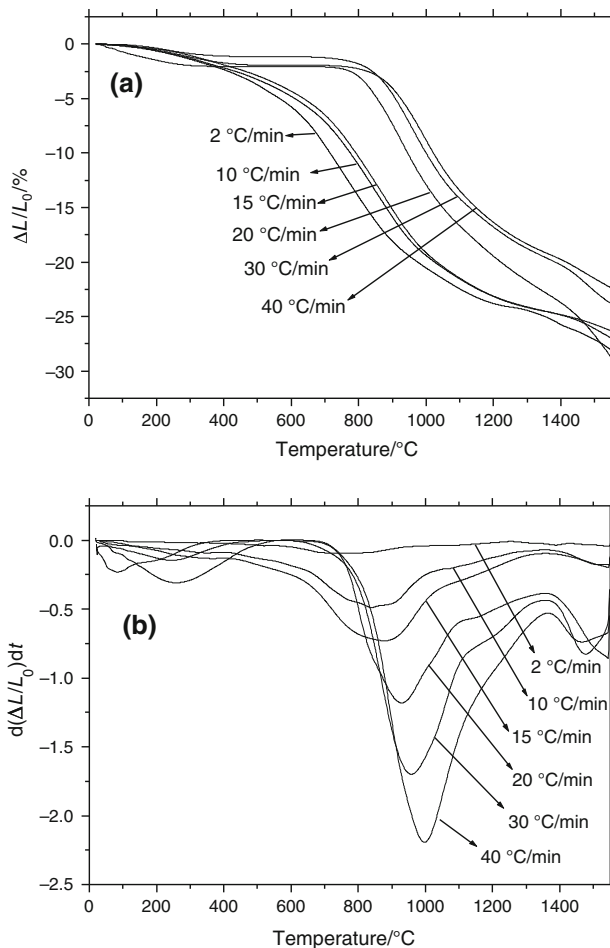 (a)
0
−5
−10
−15
−20
−25
−30
ΔL/L0/%
2 °C/min
10 °C/min
15 °C/min
20 °C/min
30 °C/min
40 °C/min
0 200 400 600 800 1000 1200 1400
Temperature/°C
(b)
0.0
−0.5
−1.0
−1.5
−2.0
−2.5
d(ΔL/L0)dt
2 °C/min
10 °C/min
15 °C/min
20 °C/min
30 °C/min
40 °C/min
0 200 400 600 800 1000 1200 1400
Temperature/°C